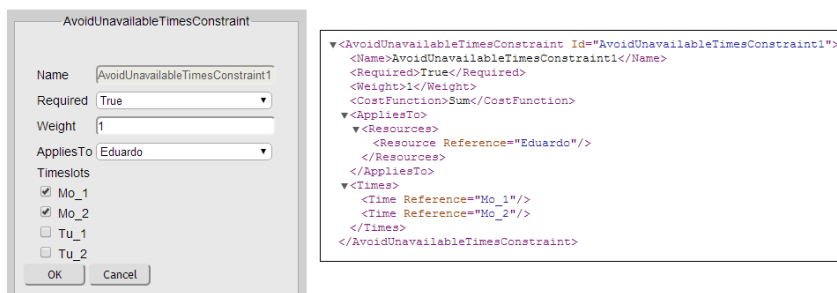 AvoidUnavailableTimesConstraint
Name AvoidUnavailableTimesConstraint1
Required True
Weight 1
AppliesTo Eduardo
Timeslots
Mo_1
Mo_2
Tu_1
Tu_2
OK Cancel
▼<AvoidUnavailableTimesConstraint Id="AvoidUnavailableTimesConstraint1">
<Name>AvoidUnavailableTimesConstraint1</Name>
<Required>True</Required>
<Weight>1</Weight>
<CostFunction>Sum</CostFunction>
▼<AppliesTo>
▼<Resources>
<Resource Reference="Eduardo"/>
</Resources>
</AppliesTo>
▼<Times>
<Time Reference="Mo_1"/>
<Time Reference="Mo_2"/>
</Times>
</AvoidUnavailableTimesConstraint>